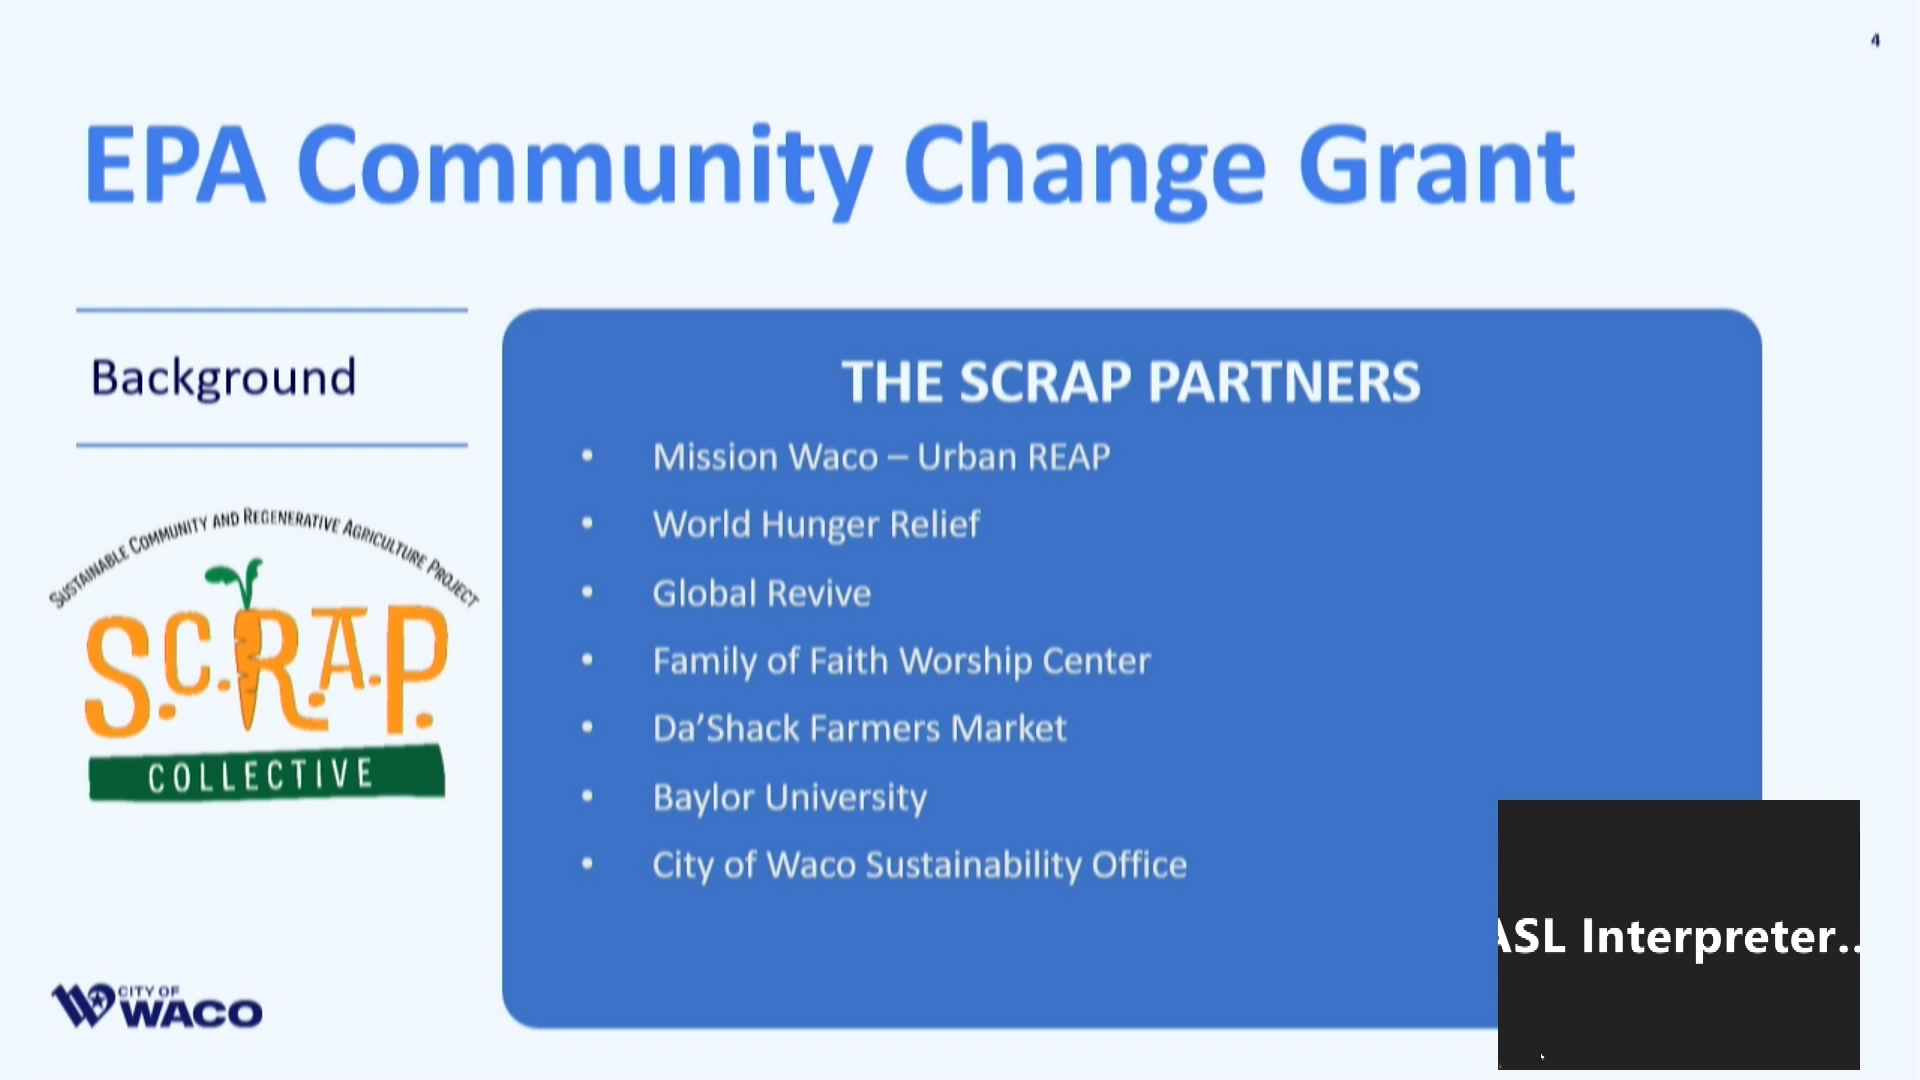 4
EPA Community Change Grant
Background
SUSTAINABLE COMMUNITY AND REGENERATIVE AGRICULTURE PROJECT
S.C.R.A.P.
COLLECTIVE
CITY OF
WACO
THE SCRAP PARTNERS
• Mission Waco – Urban REAP
• World Hunger Relief
• Global Revive
• Family of Faith Worship Center
• Da’Shack Farmers Market
• Baylor University
• City of Waco Sustainability Office
ASL Interpreter..